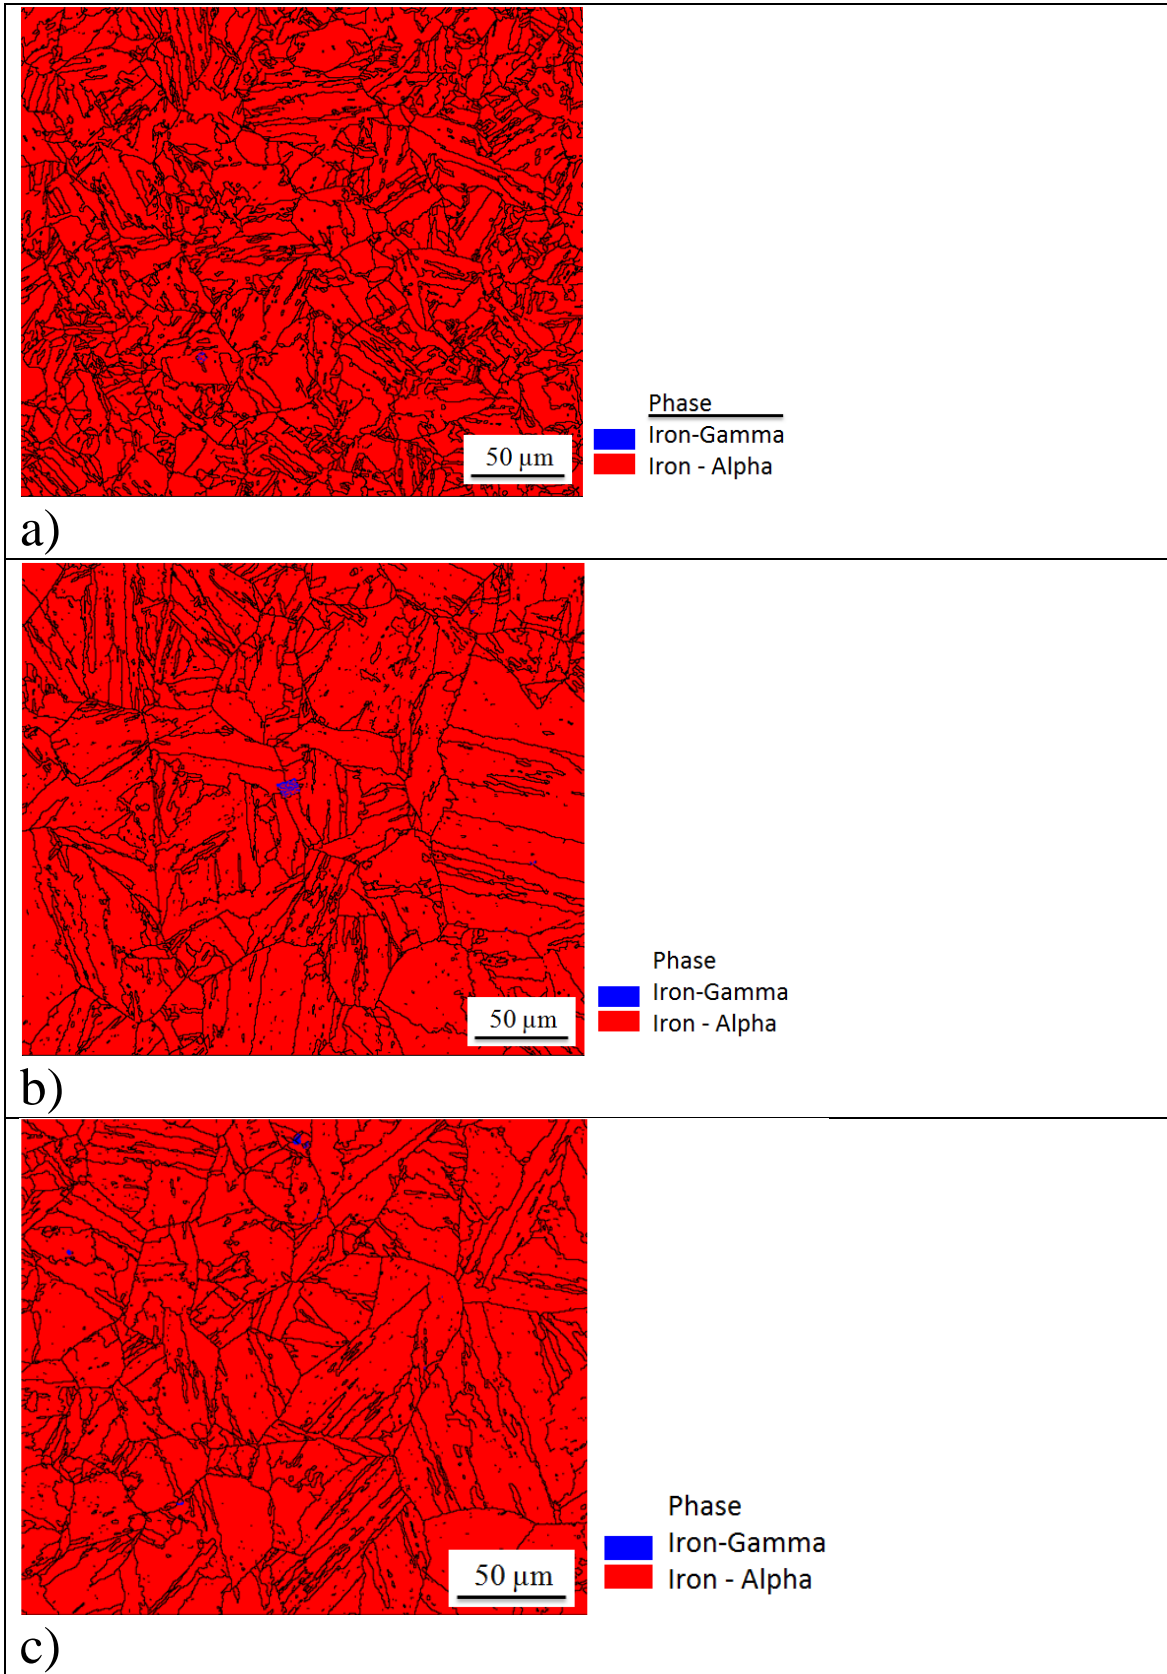 Phase
Iron-Gamma
Iron - Alpha
50 µm
a)
Phase
Iron-Gamma
Iron - Alpha
50 µm
b)
Phase
Iron-Gamma
Iron - Alpha
50 µm
c)